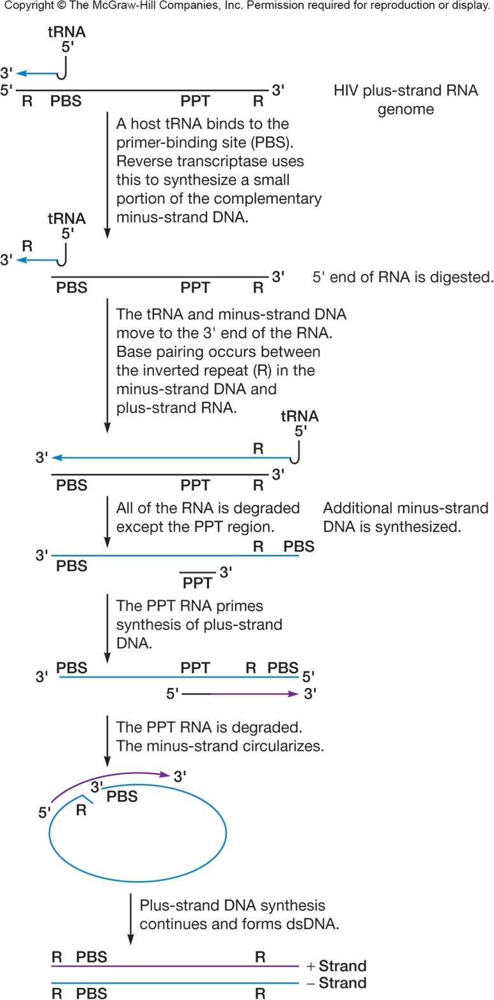 Copyright © The McGraw-Hill Companies, Inc. Permission required for reproduction or display.
tRNA
5'
3'
5'
3'
R PBS PPT R
HIV plus-strand RNA
genome
A host tRNA binds to the
primer-binding site (PBS).
Reverse transcriptase uses
this to synthesize a small
portion of the complementary
minus-strand DNA.
tRNA
5'
R
3'
3'
PBS PPT R
5' end of RNA is digested.
The tRNA and minus-strand DNA
move to the 3' end of the RNA.
Base pairing occurs between
the inverted repeat (R) in the
minus-strand DNA and
plus-strand RNA.
tRNA
5'
R
3'
3'
PBS PPT R
All of the RNA is degraded
except the PPT region.
Additional minus-strand
DNA is synthesized.
R PBS
3'
PBS
3'
PPT
The PPT RNA primes
synthesis of plus-strand
DNA.
PBS PPT R PBS
3' 5'
5' 3'
The PPT RNA is degraded.
The minus-strand circularizes.
3'
3'
PBS
5'
R
Plus-strand DNA synthesis
continues and forms dsDNA.
R PBS R
+ Strand
– Strand
R PBS R